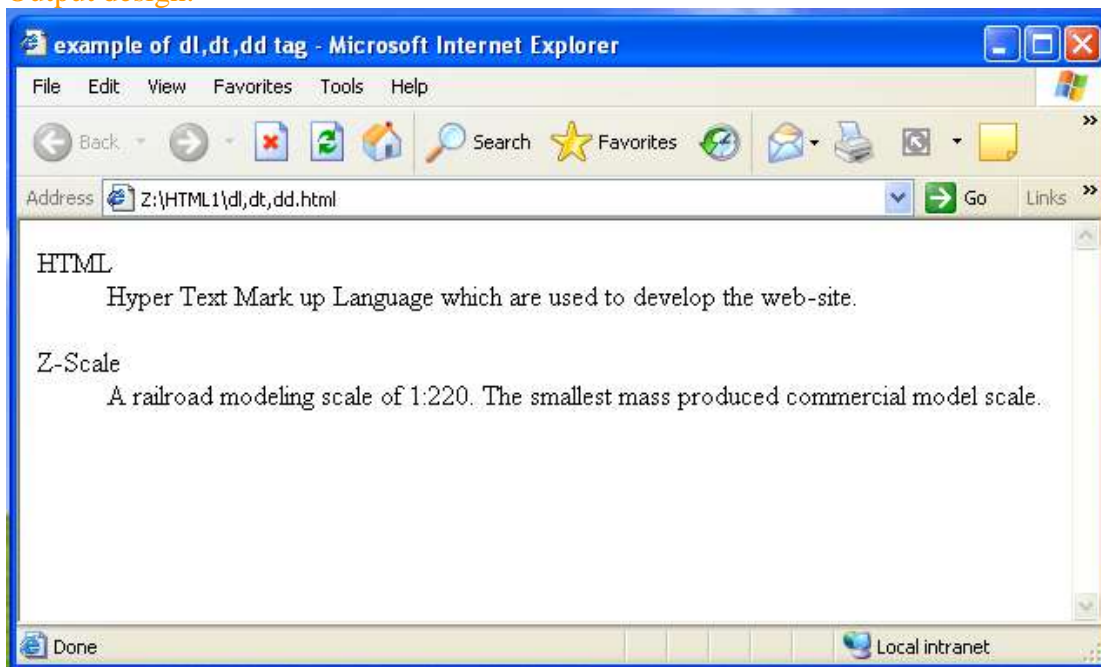 Output design:
example of dl,dt,dd tag - Microsoft Internet Explorer
File Edit View Favorites Tools Help
Back Search Favorites »
Address Z:\HTML1\dl,dt,dd.html Go Links »
HTML
Hyper Text Mark up Language which are used to develop the web-site.
Z-Scale
A railroad modeling scale of 1:220. The smallest mass produced commercial model scale.
Done Local intranet